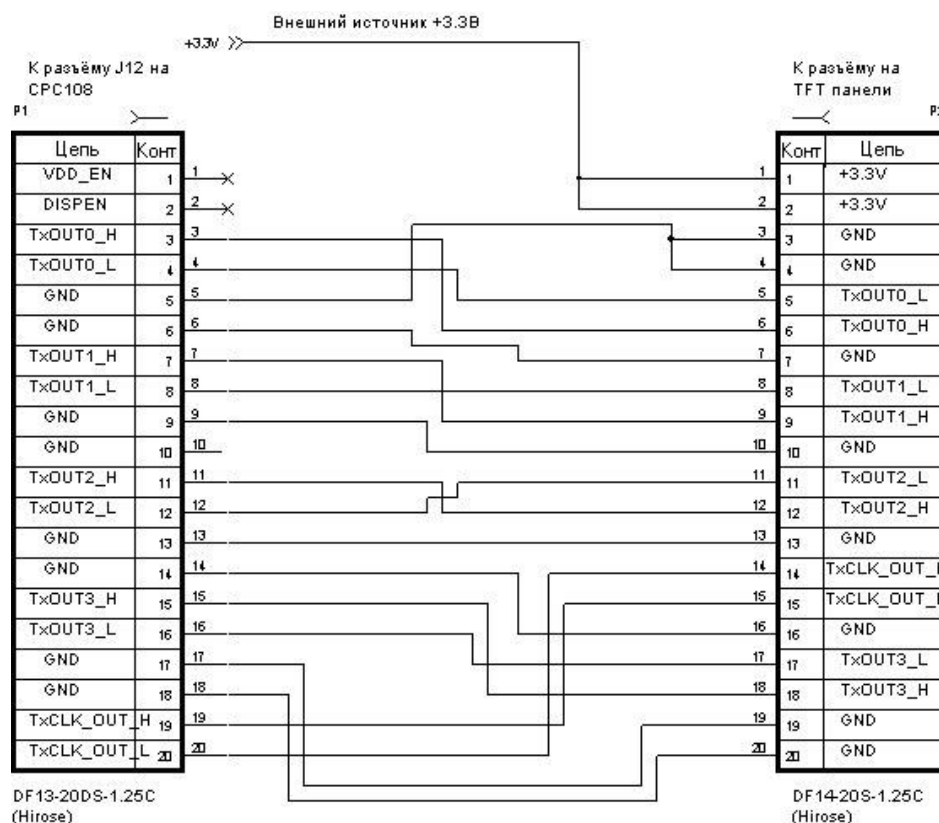 Внешний источник +3.3В
+3.3V
К разъёму J12 на
CPC108
P1
Цепь Конт
VDD_EN 1 1
DISPEN 2 2
TxOUT0_H 3 3
TxOUT0_L 4 4
GND 5 5
GND 6 6
TxOUT1_H 7 7
TxOUT1_L 8 8
GND 9 9
GND 10 10
TxOUT2_H 11 11
TxOUT2_L 12 12
GND 13 13
GND 14 14
TxOUT3_H 15 15
TxOUT3_L 16 16
GND 17 17
GND 18 18
TxCLK_OUT_H 19 19
TxCLK_OUT_L 20 20
DF13-20DS-1.25C
(Hirose)
К разъёму на
TFT панели
Конт Цепь
1 1 +3.3V
2 2 +3.3V
3 3 GND
4 4 GND
5 5 TxOUT0_L
6 6 TxOUT0_H
7 7 GND
8 8 TxOUT1_L
9 9 TxOUT1_H
10 10 GND
11 11 TxOUT2_L
12 12 TxOUT2_H
13 13 GND
14 14 TxCLK_OUT_
15 15 TxCLK_OUT_
16 16 GND
17 17 TxOUT3_L
18 18 TxOUT3_H
19 19 GND
20 20 GND
DF14-20S-1.25C
(Hirose)